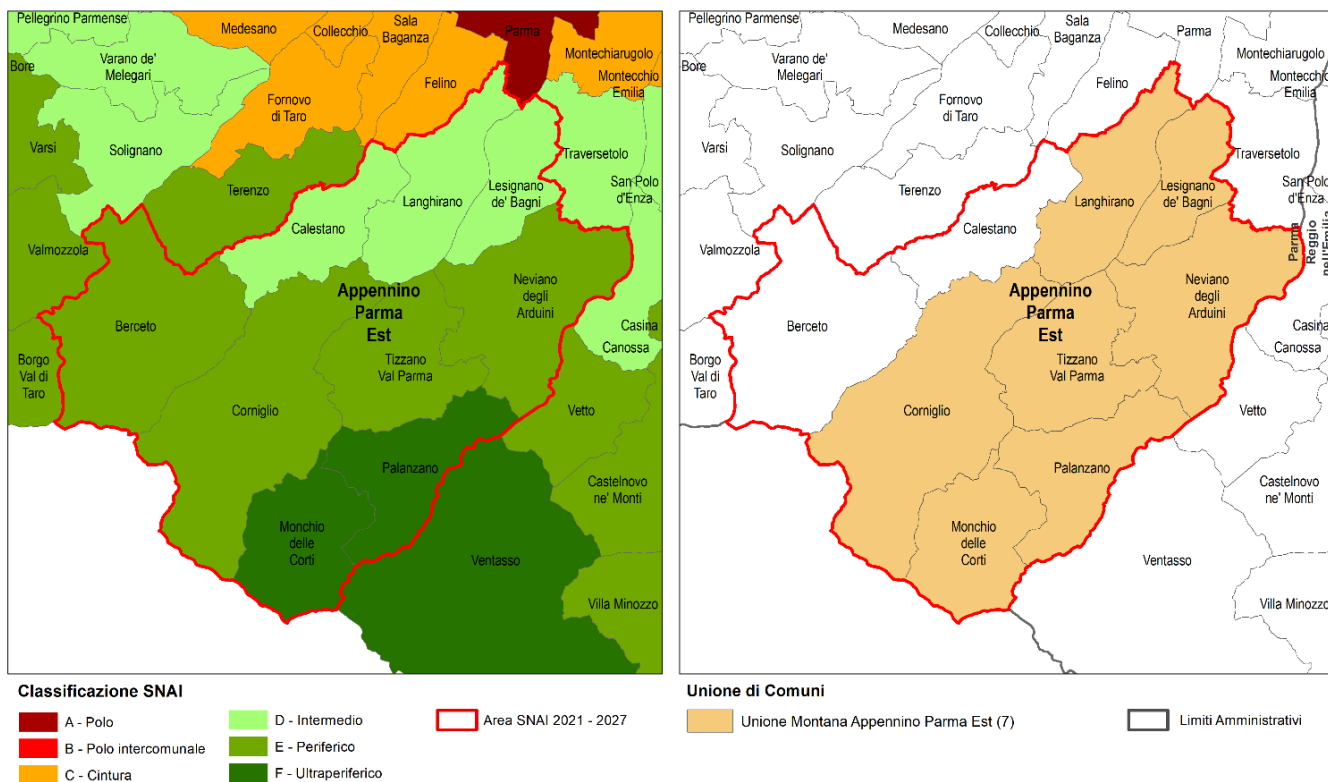 Pellegrino Parmense
Medesano
Collecchio
Sala
Baganza
Parma
Montechiarugolo
Montecchio
Emilia
Bore
Varano de'
Melegari
Felino
Fornovo
di Taro
Varsi
Solignano
Traversetolo
Terenzo
Lesignano
de' Bagni
San Polo
d'Enza
Langhirano
Calestano
Valmozzola
Neviano
degli
Arduini
Appennino
Parma
Est
Berceto
Casina
Canossa
Borgo
Val di
Taro
Tizzano
Val Parma
Corniglio
Vetto
Palanzano
Castelnovo
ne' Monti
Monchio
delle
Corti
Ventasso
Villa Minozzo
Pellegrino Parmense
Medesano
Collecchio
Sala
Baganza
Parma
Montechiarugolo
Montecchio
Emilia
Bore
Varano de'
Melegari
Felino
Fornovo
di Taro
Varsi
Solignano
Traversetolo
Terenzo
Lesignano
de' Bagni
San Polo
d'Enza
Langhirano
Calestano
Valmozzola
Parma
Reggio
nell'Emilia
Neviano
degli
Arduini
Appennino
Parma
Est
Berceto
Casina
Canossa
Borgo
Val di
Taro
Tizzano
Val Parma
Corniglio
Vetto
Palanzano
Castelnovo
ne' Monti
Monchio
delle
Corti
Ventasso
Villa Minozzo
Classificazione SNAI
A - Polo
B - Polo intercomunale
C - Cintura
D - Intermedio
E - Periferico
F - Ultraperiferico
Area SNAI 2021 - 2027
Unione di Comuni
Unione Montana Appennino Parma Est (7)
Limiti Amministrativi